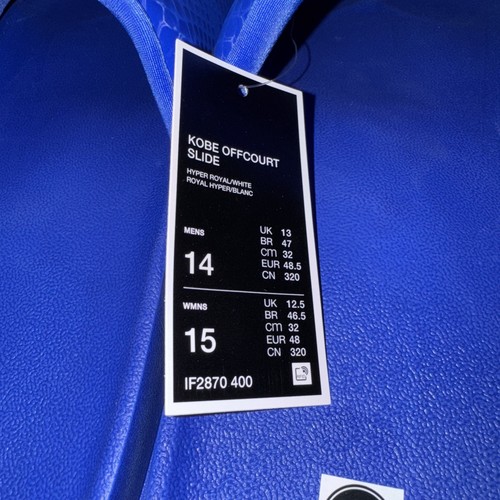 KOBE OFFCOURT
SLIDE
HYPER ROYAL/WHITE
ROYAL HYPER/BLANC
MENS
14
UK 13
BR 47
CM 32
EUR 48.5
CN 320
WMNS
15
UK 12.5
BR 46.5
CM 32
EUR 48
CN 320
IF2870 400